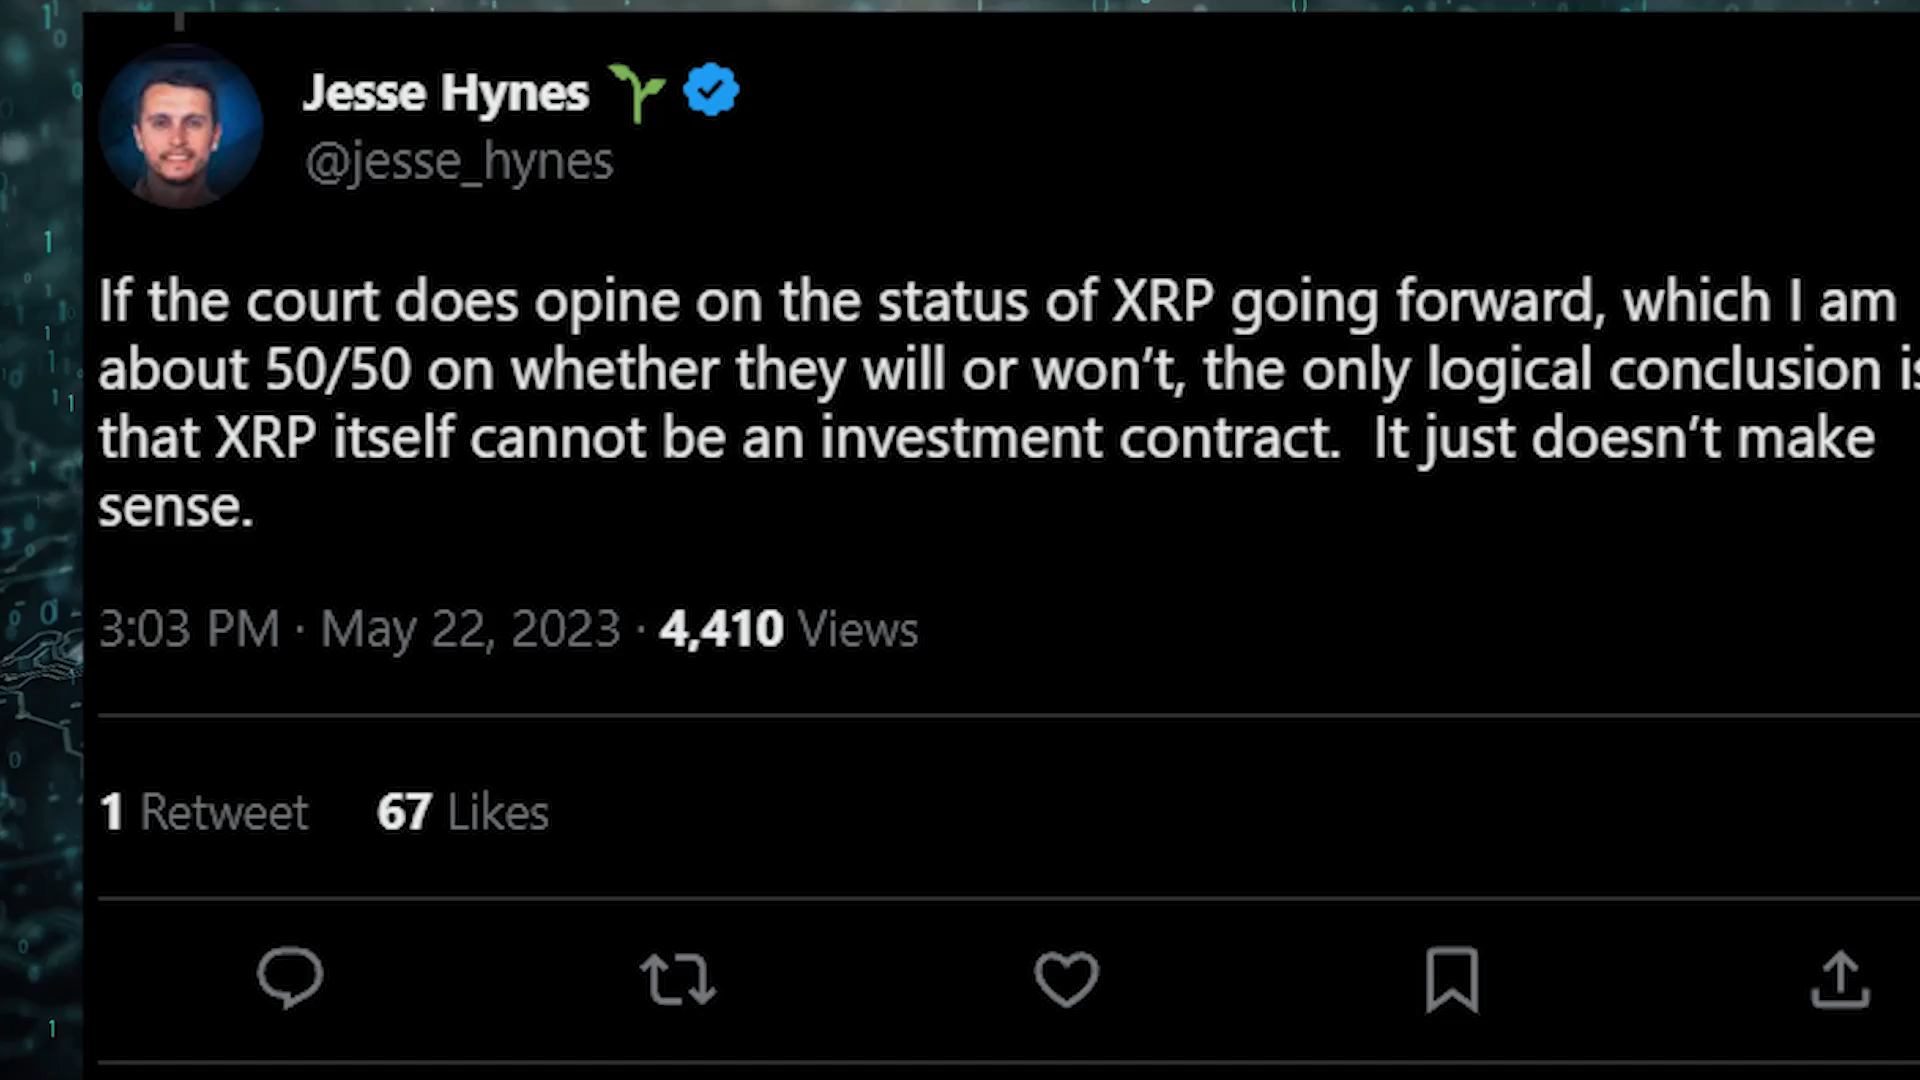 Jesse Hynes
@jesse_hynes
If the court does opine on the status of XRP going forward, which I am
about 50/50 on whether they will or won’t, the only logical conclusion is
that XRP itself cannot be an investment contract.  It just doesn’t make
sense.
3:03 PM · May 22, 2023 · 4,410 Views
1 Retweet 67 Likes